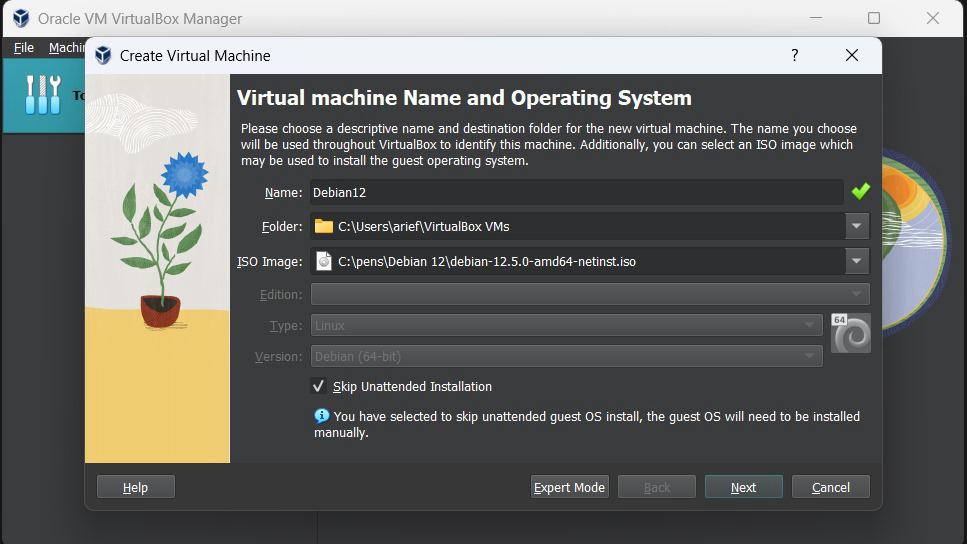 Oracle VM VirtualBox Manager
File Machin
Create Virtual Machine
?
Virtual machine Name and Operating System
Please choose a descriptive name and destination folder for the new virtual machine. The name you choose
will be used throughout VirtualBox to identify this machine. Additionally, you can select an ISO image which
may be used to install the guest operating system.
Name: Debian12
Folder: C:\Users\arief\VirtualBox VMs
ISO Image: C:\pens\Debian 12\debian-12.5.0-amd64-netinst.iso
Edition:
Type: Linux
64
Version: Debian (64-bit)
Skip Unattended Installation
You have selected to skip unattended guest OS install, the guest OS will need to be installed
manually.
Help Expert Mode Back Next Cancel